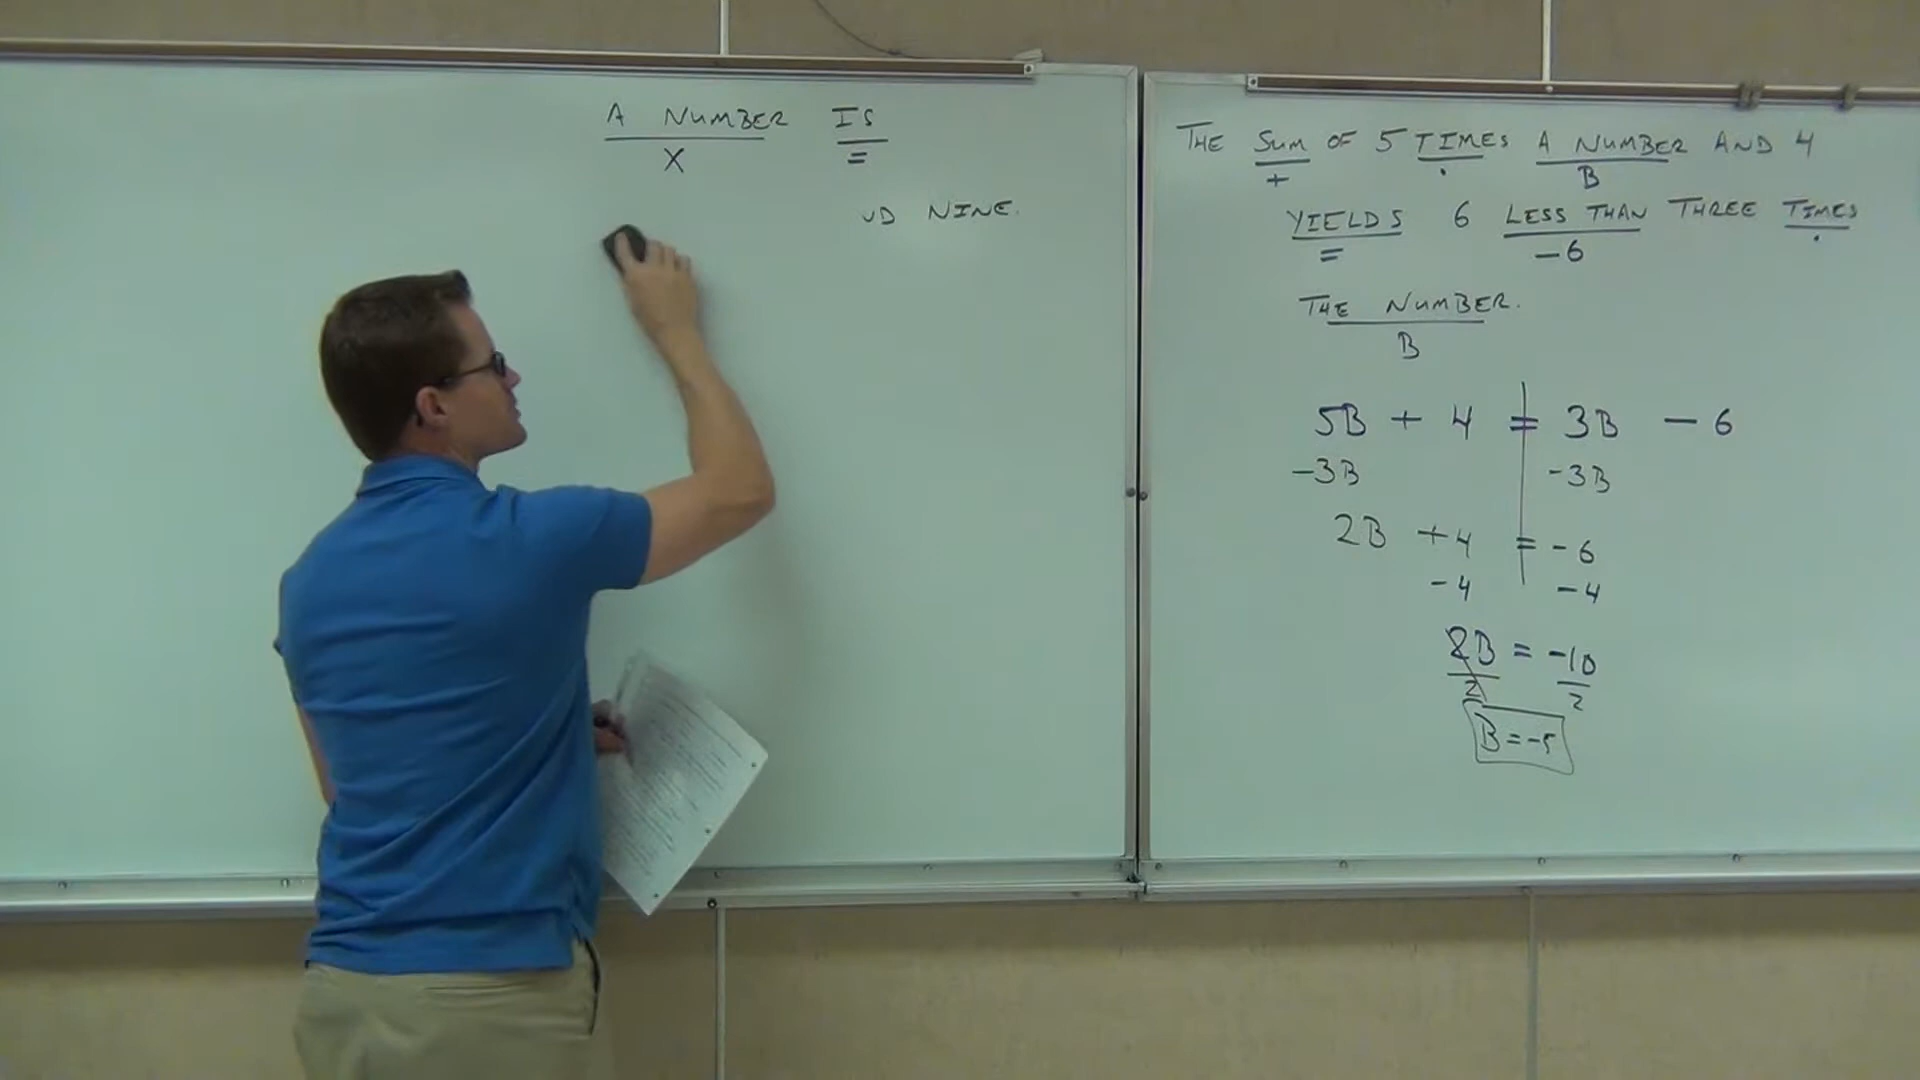 A NUMBER IS
X =
UD NINE.
THE SUM OF 5 TIMES A NUMBER AND 4
+ · B
YIELDS 6 LESS THAN THREE TIMES
= -6 ·
THE NUMBER.
B
5B + 4 = 3B - 6
-3B -3B
2B +4 = -6
-4 -4
2B = -10
2 2
B = -5